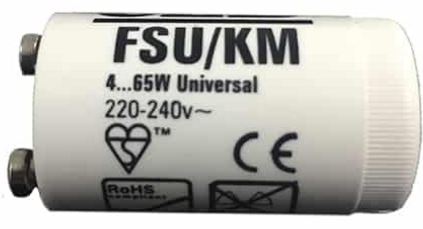 FSU/KM
4...65W Universal
220-240v~
™
CE
RoHS
compliant